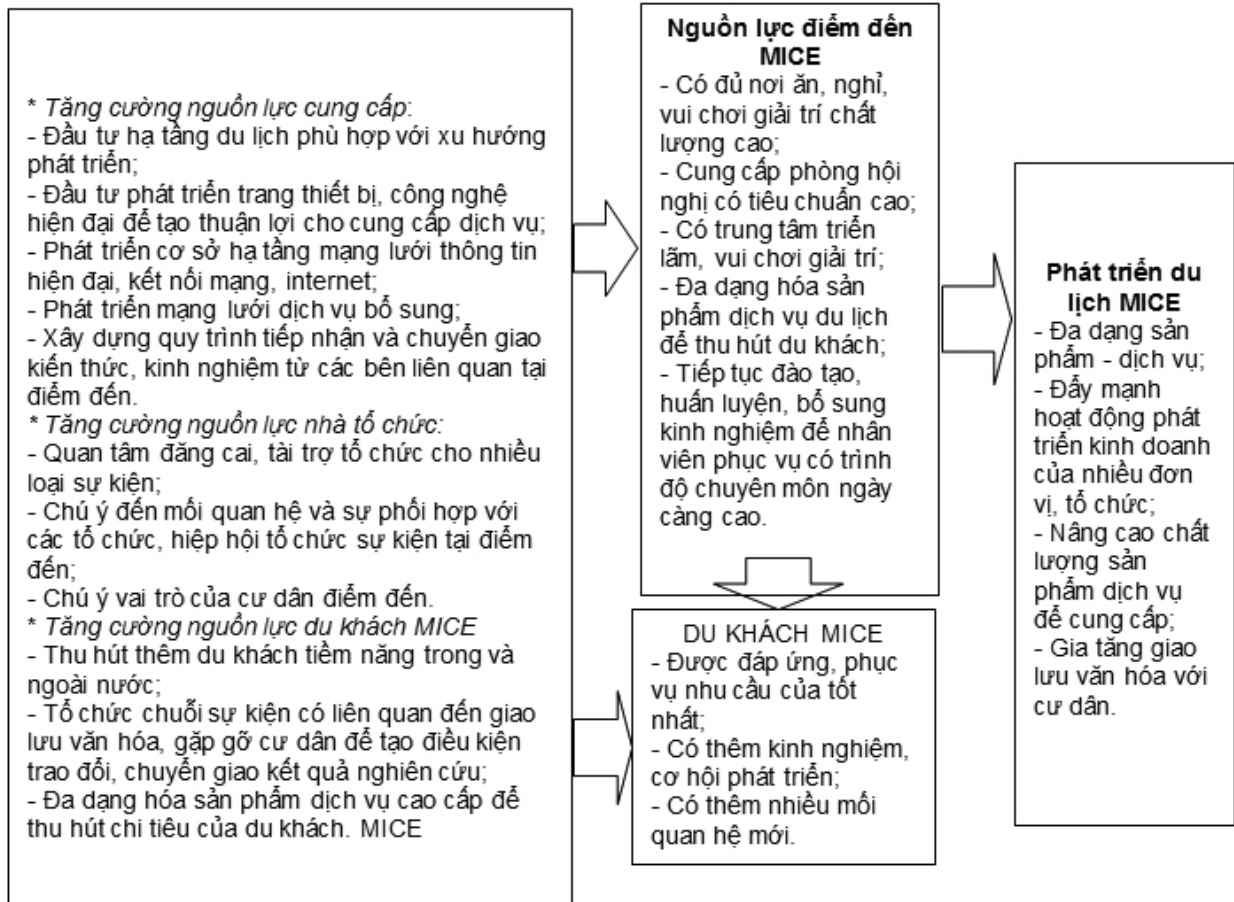 * Tăng cường nguồn lực cung cấp:
- Đầu tư hạ tầng du lịch phù hợp với xu hướng
phát triển;
- Đầu tư phát triển trang thiết bị, công nghệ
hiện đại để tạo thuận lợi cho cung cấp dịch vụ;
- Phát triển cơ sở hạ tầng mạng lưới thông tin
hiện đại, kết nối mạng, internet;
- Phát triển mạng lưới dịch vụ bổ sung;
- Xây dựng quy trình tiếp nhận và chuyển giao
kiến thức, kinh nghiệm từ các bên liên quan tại
điểm đến.
* Tăng cường nguồn lực nhà tổ chức:
- Quan tâm đăng cai, tài trợ tổ chức cho nhiều
loại sự kiện;
- Chú ý đến mối quan hệ và sự phối hợp với
các tổ chức, hiệp hội tổ chức sự kiện tại điểm
đến;
- Chú ý vai trò của cư dân điểm đến.
* Tăng cường nguồn lực du khách MICE
- Thu hút thêm du khách tiềm năng trong và
ngoài nước;
- Tổ chức chuỗi sự kiện có liên quan đến giao
lưu văn hóa, gặp gỡ cư dân để tạo điều kiện
trao đổi, chuyển giao kết quả nghiên cứu;
- Đa dạng hóa sản phẩm dịch vụ cao cấp để
thu hút chi tiêu của du khách. MICE
Nguồn lực điểm đến
MICE
- Có đủ nơi ăn, nghỉ,
vui chơi giải trí chất
lượng cao;
- Cung cấp phòng hội
nghị có tiêu chuẩn cao;
- Có trung tâm triển
lãm, vui chơi giải trí;
- Đa dạng hóa sản
phẩm dịch vụ du lịch
để thu hút du khách;
- Tiếp tục đào tạo,
huấn luyện, bổ sung
kinh nghiệm để nhân
viên phục vụ có trình
độ chuyên môn ngày
càng cao.
DU KHÁCH MICE
- Được đáp ứng, phục
vụ nhu cầu của tốt
nhất;
- Có thêm kinh nghiệm,
cơ hội phát triển;
- Có thêm nhiều mối
quan hệ mới.
Phát triển du
lịch MICE
- Đa dạng sản
phẩm - dịch vụ;
- Đẩy mạnh
hoạt động phát
triển kinh doanh
của nhiều đơn
vị, tổ chức;
- Nâng cao chất
lượng sản
phẩm dịch vụ
để cung cấp;
- Gia tăng giao
lưu văn hóa với
cư dân.